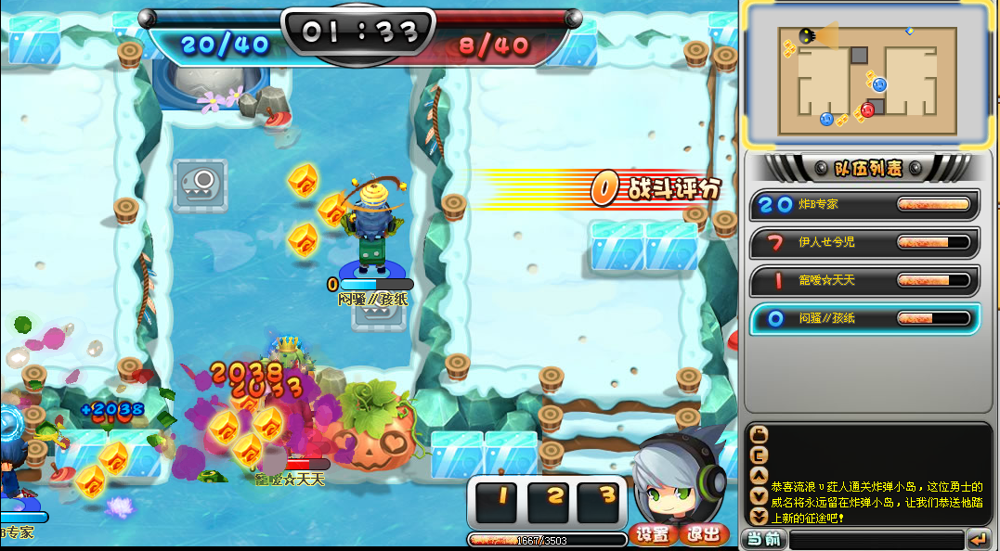 20/40
01:33
8/40
0 战斗评分
队伍列表
20 炸B专家
7 伊人せ兮児
1 寵嗳☆天天
0 闷骚//孩纸
0
闷骚//孩纸
2038
2033
+2038
寵嗳☆天天
B专家
1
2
3
1667/3503
设置
退出
恭喜流浪υ荭人通关炸弹小岛，这位勇士的
威名将永远留在炸弹小岛，让我们恭送他踏
上新的征途吧!
当前